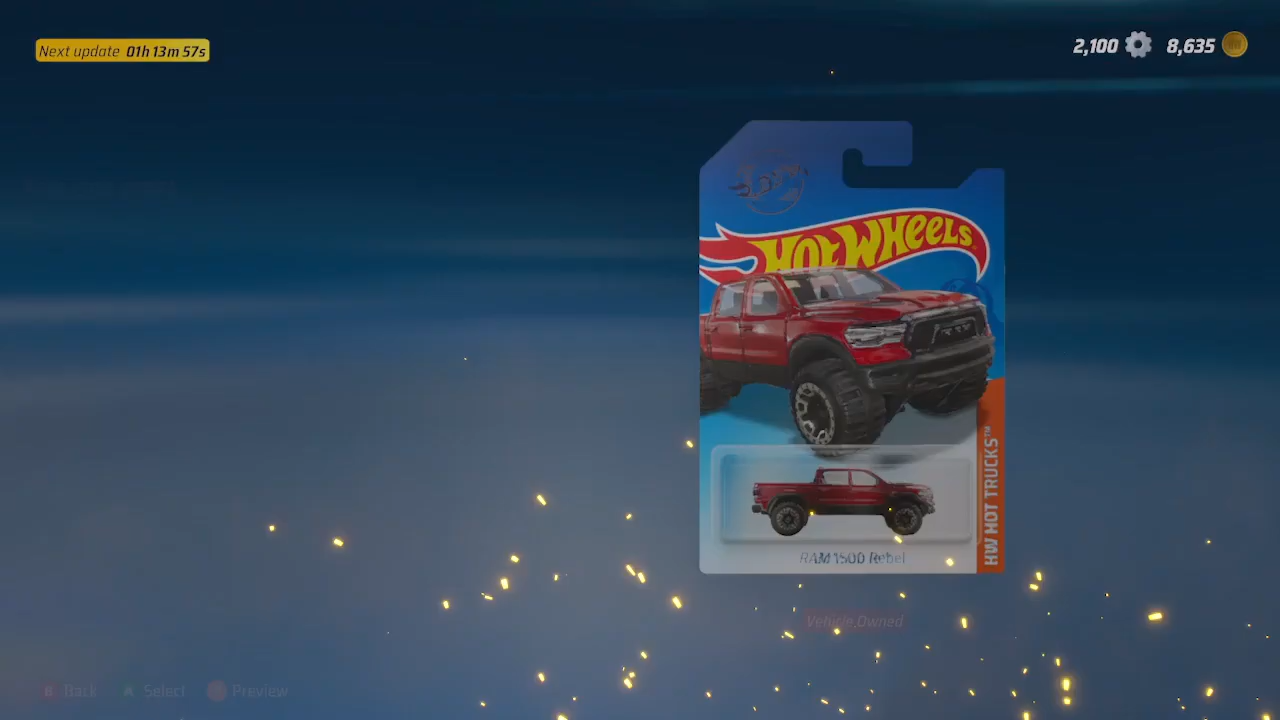 Next update 01h 13m 57s
2,100 8,635
HOT WHEELS
HW HOT TRUCKS™
RAM 1500 Rebel
Vehicle Owned
B Back A Select Preview